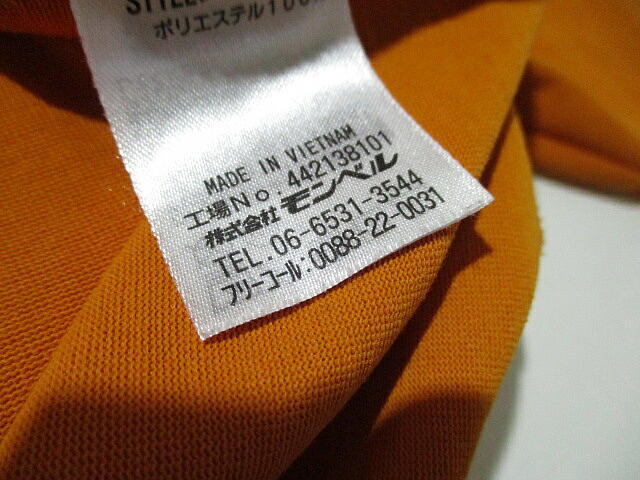 STYLE
ポリエステル100%
MADE IN VIETNAM
工場No:442138101
株式会社モンベル
TEL.06-6531-3544
フリーコール:0088-22-0031